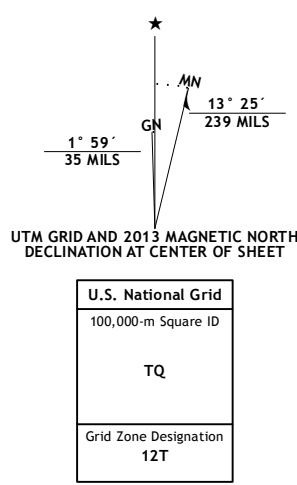 ★
MN
GN
13° 25´
239 MILS
1° 59´
35 MILS
UTM GRID AND 2013 MAGNETIC NORTH
DECLINATION AT CENTER OF SHEET
U.S. National Grid
100,000-m Square ID
TQ
Grid Zone Designation
12T